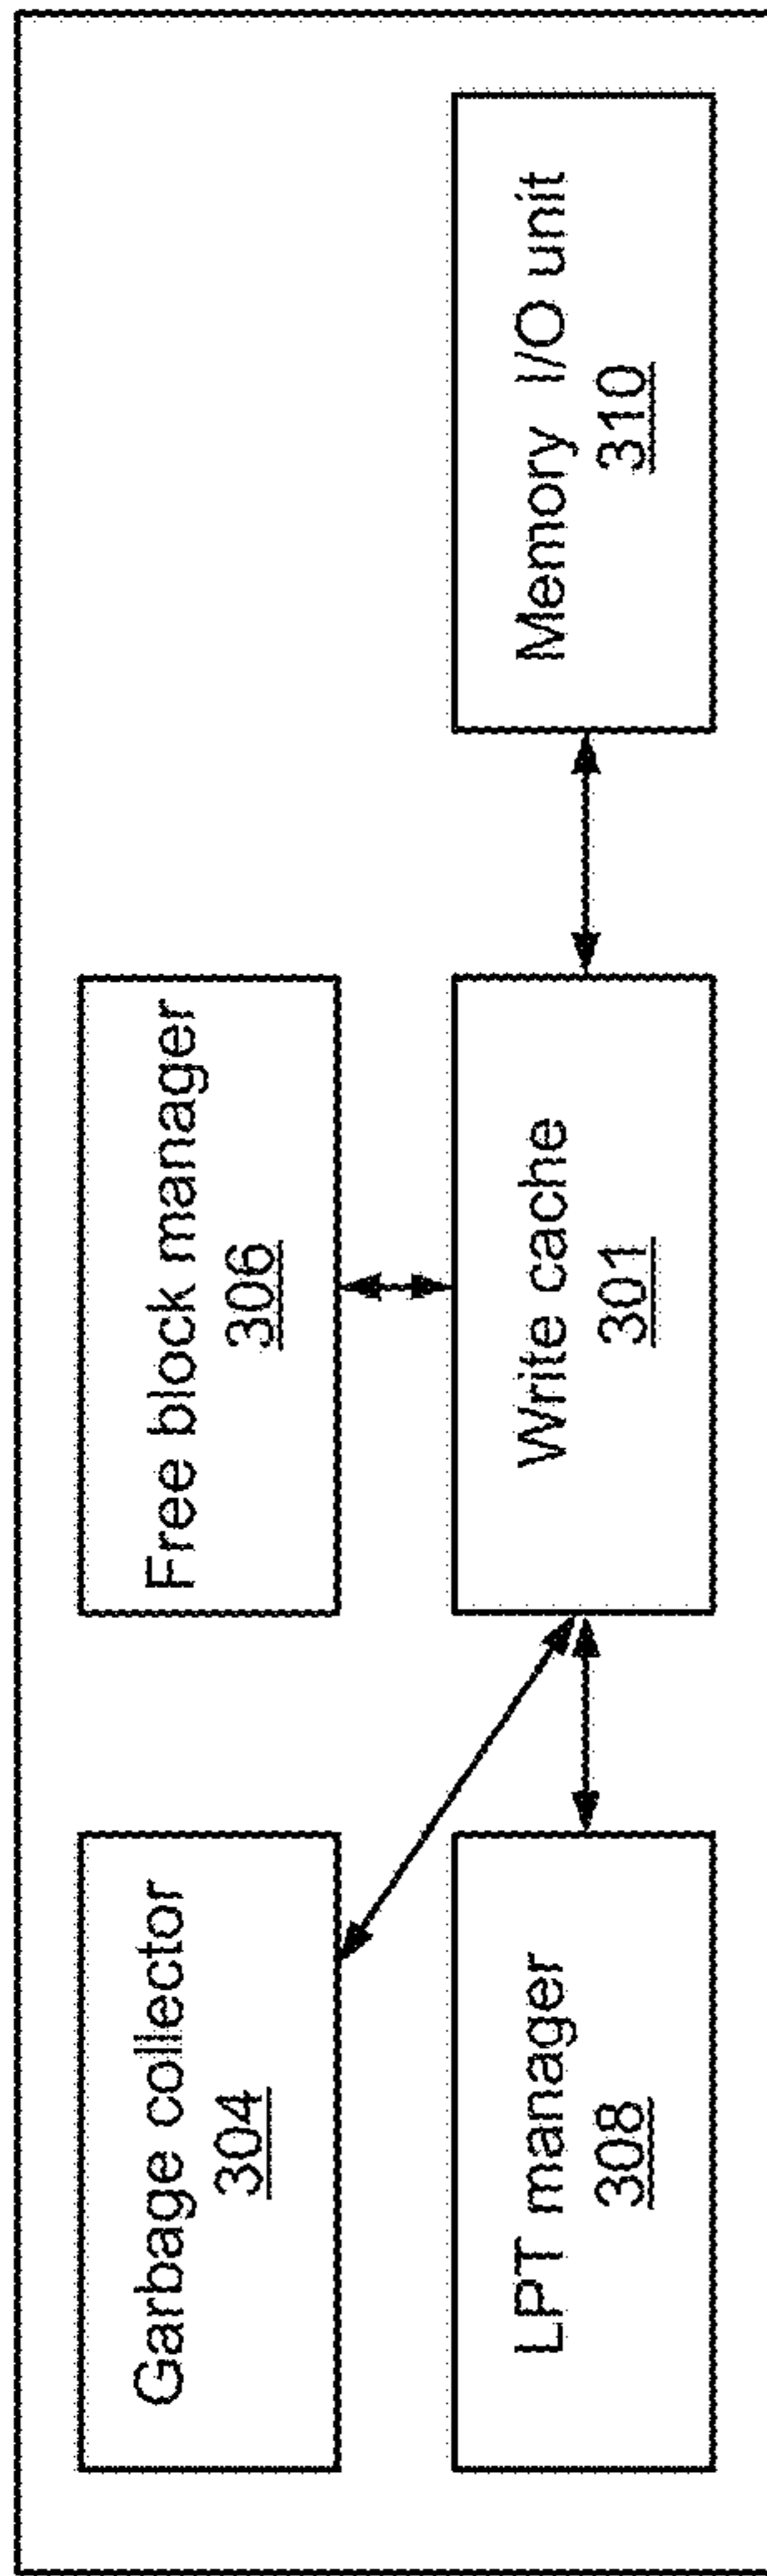 Garbage collector
304
Free block manager
306
LPT manager
308
Write cache
301
Memory I/O unit
310